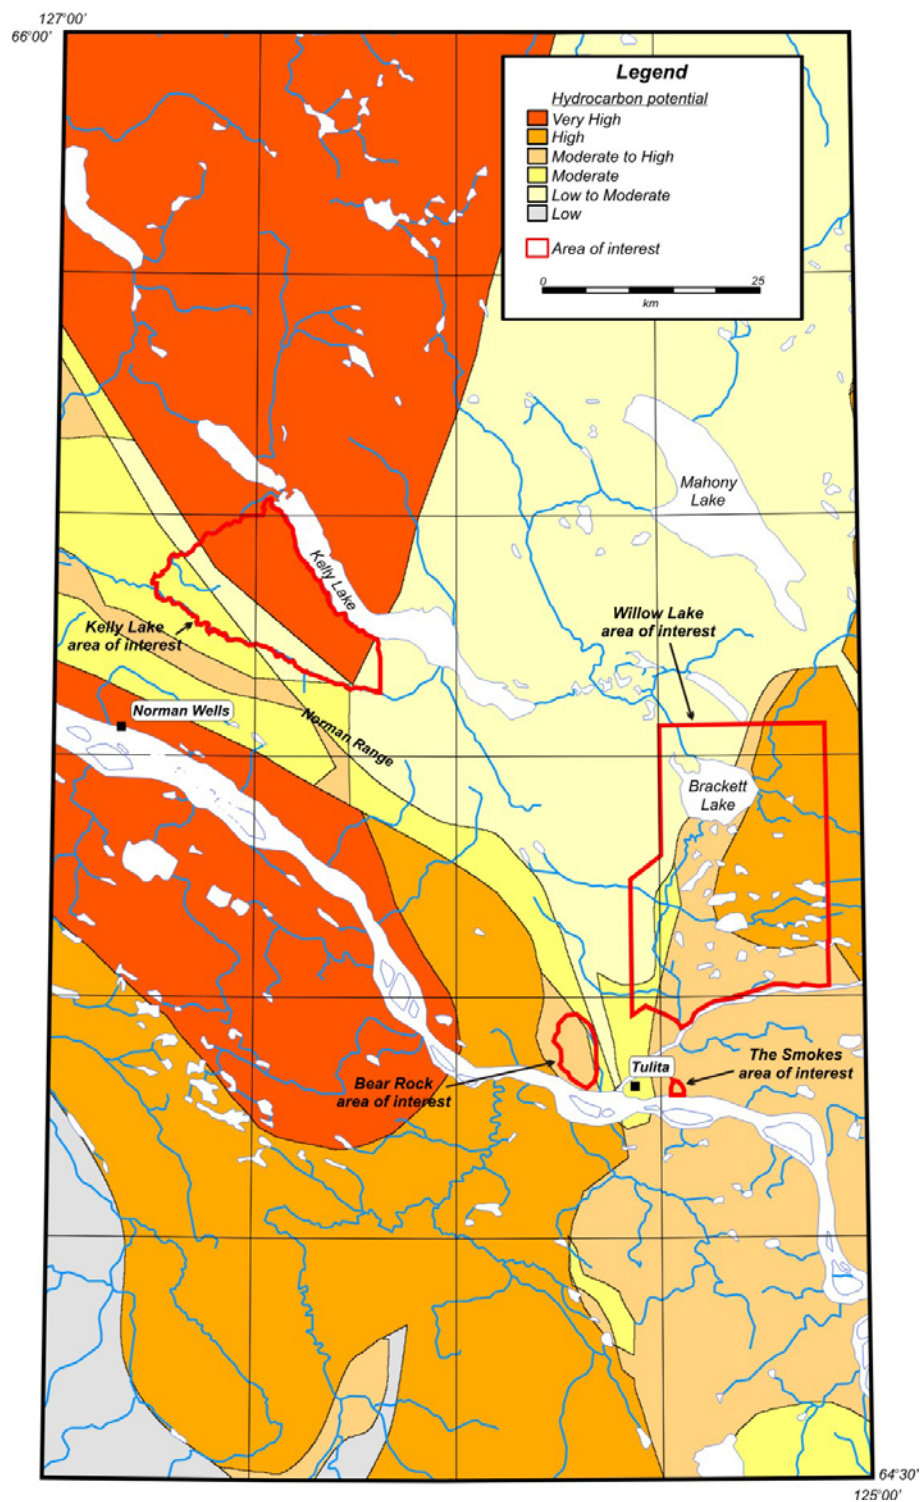 127°00'
66°00'
Legend
Hydrocarbon potential
Very High
High
Moderate to High
Moderate
Low to Moderate
Low
Area of interest
0 25
km
Mahony
Lake
Kelly Lake
Willow Lake
area of interest
Kelly Lake
area of interest
Norman Wells
Norman Range
Brackett
Lake
Tulita
The Smokes
area of interest
Bear Rock
area of interest
64°30'
125°00'